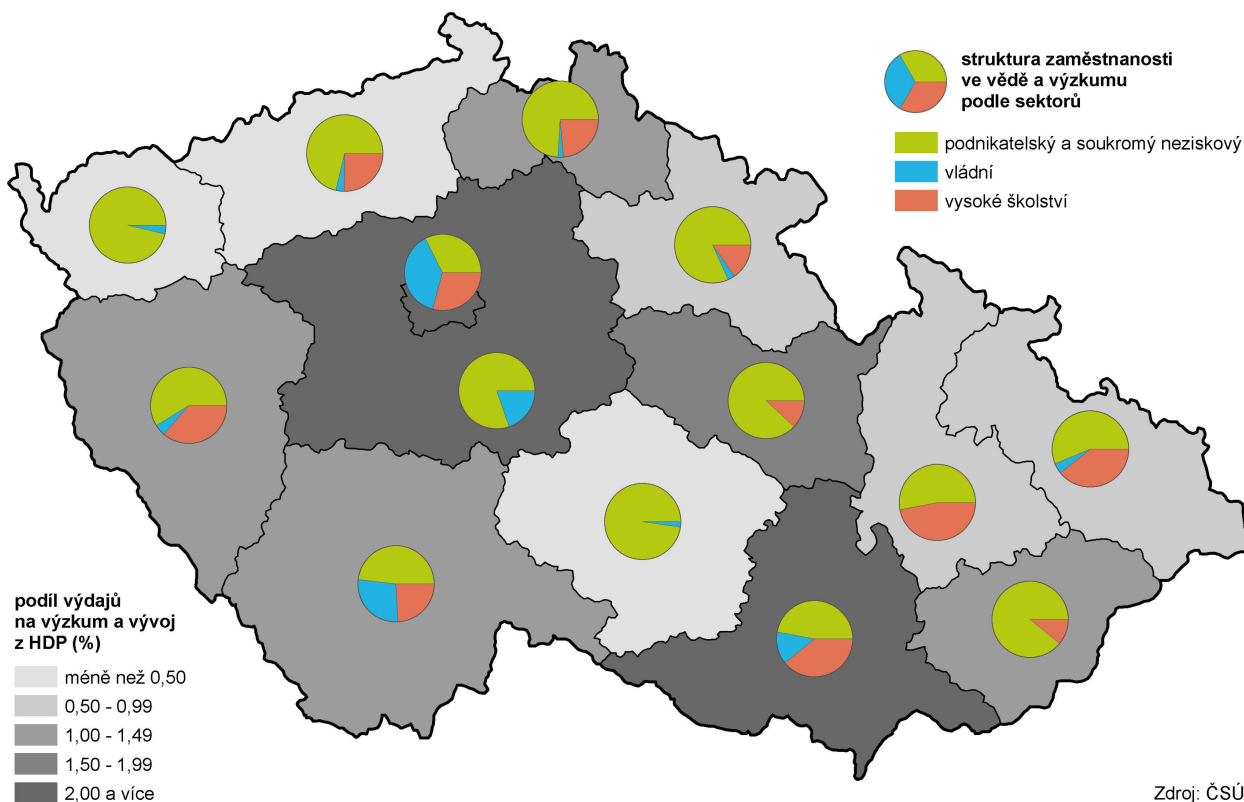 struktura zaměstnanosti
ve vědě a výzkumu
podle sektorů
podnikatelský a soukromý neziskový
vládní
vysoké školství
podíl výdajů
na výzkum a vývoj
z HDP (%)
méně než 0,50
0,50 - 0,99
1,00 - 1,49
1,50 - 1,99
2,00 a více
Zdroj: ČSÚ